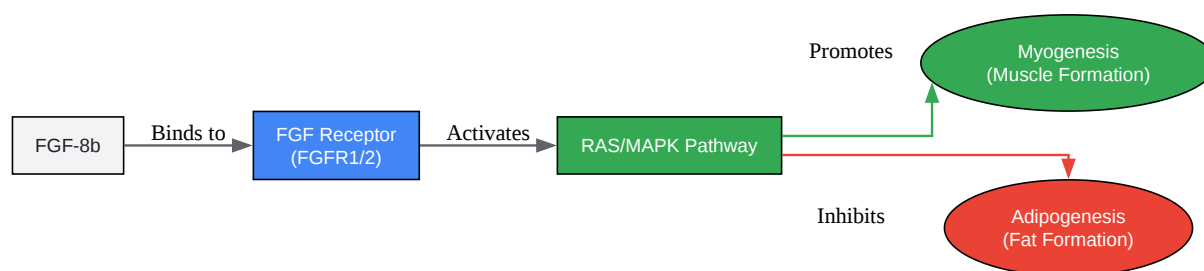 Promotes
Myogenesis
(Muscle Formation)
FGF-8b
Binds to
FGF Receptor
(FGFR1/2)
Activates
RAS/MAPK Pathway
Inhibits
Adipogenesis
(Fat Formation)